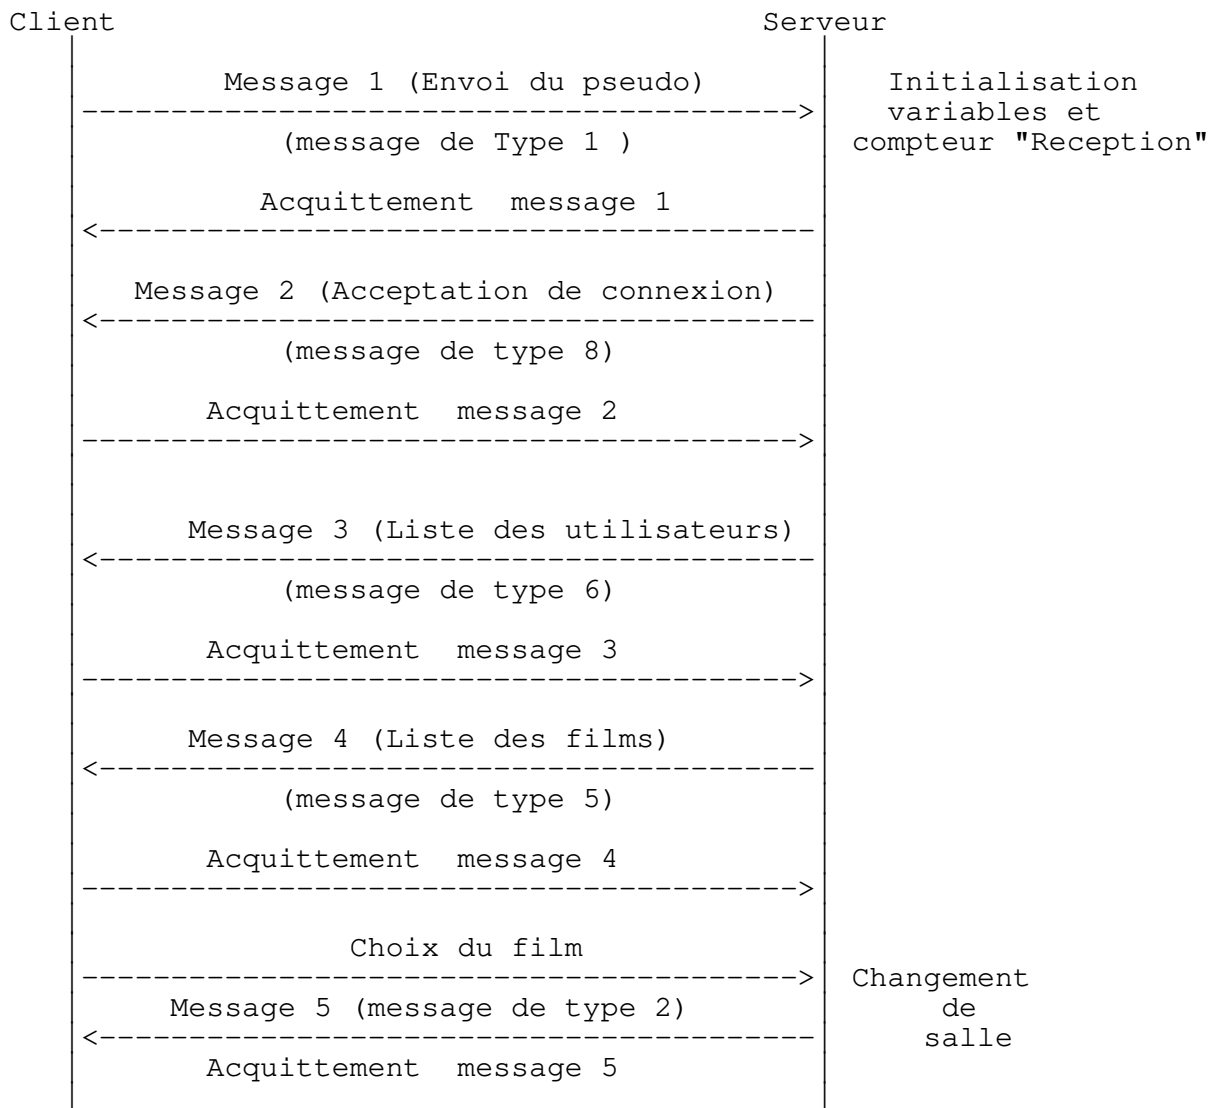 Client Serveur
Message 1 (Envoi du pseudo) Initialisation
-----------------------------------------> variables et
(message de Type 1 ) compteur "Reception"
Acquittement message 1
<-----------------------------------------
Message 2 (Acceptation de connexion)
<-----------------------------------------
(message de type 8)
Acquittement message 2
----------------------------------------->
Message 3 (Liste des utilisateurs)
<-----------------------------------------
(message de type 6)
Acquittement message 3
----------------------------------------->
Message 4 (Liste des films)
<-----------------------------------------
(message de type 5)
Acquittement message 4
----------------------------------------->
Choix du film
-----------------------------------------> Changement
Message 5 (message de type 2) de
<----------------------------------------- salle
Acquittement message 5